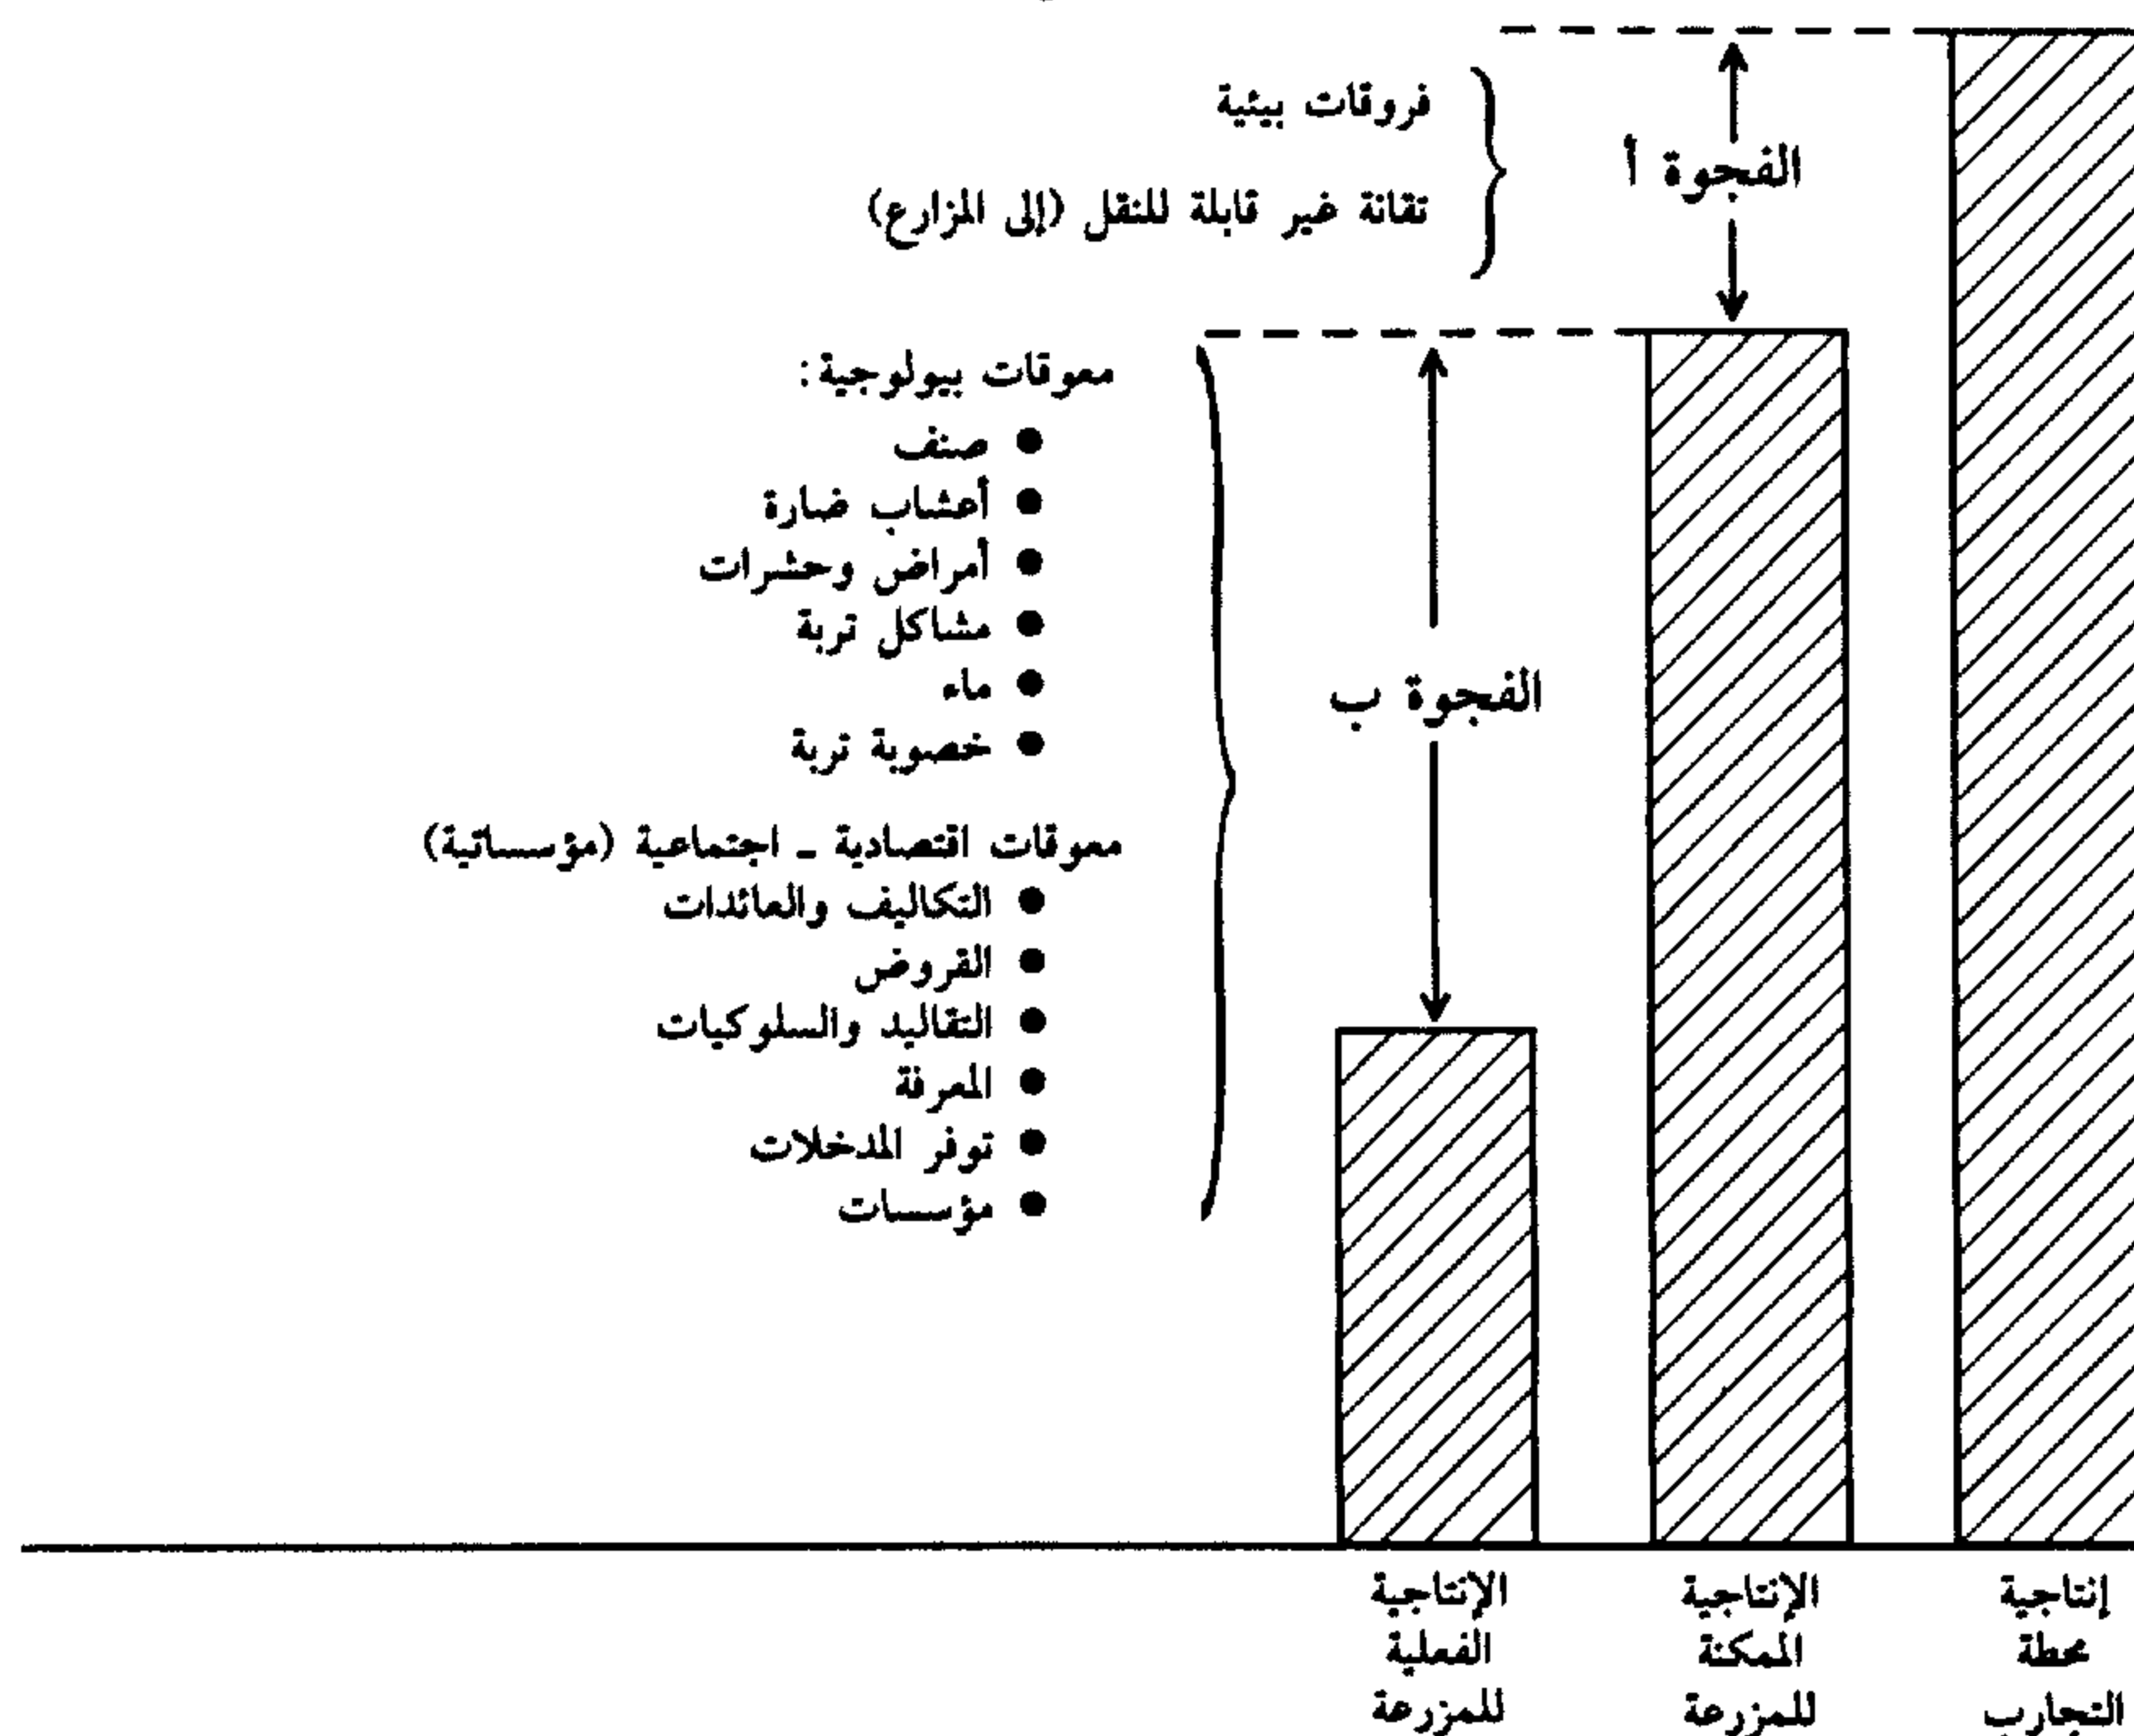 فروقات بيئية
تقانة غير قابلة للنقل (إلى المزارع)
الفجوة أ
معوقات بيولوجية:
● صنف
● أعشاب ضارة
● أمراض وحشرات
● مشاكل تربة
● ماء
● خصوبة تربة
معوقات اقتصادية ـ اجتماعية (مؤسساتية)
● التكاليف والعائدات
● القروض
● التقاليد والسلوكيات
● المعرفة
● توفر المدخلات
● مؤسسات
الفجوة ب
إنتاجية
محطة
التجارب
الإنتاجية
الممكنة
للمزرعة
الإنتاجية
الفعلية
للمزرعة